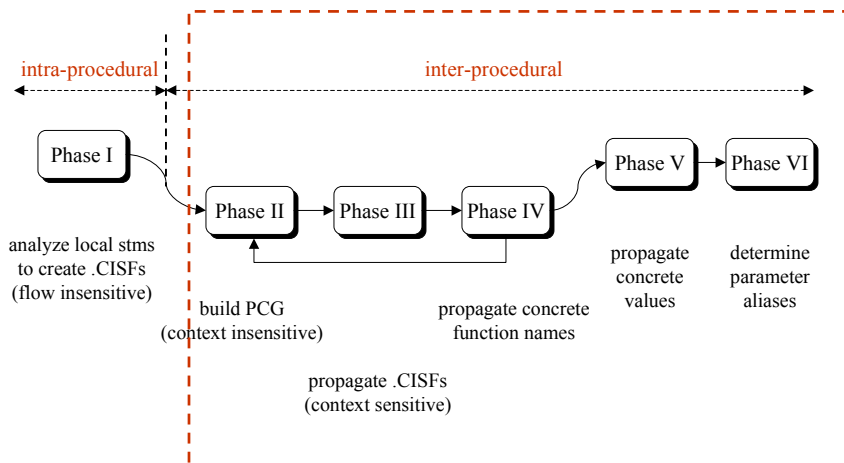 intra-procedural
inter-procedural
Phase I
Phase II
Phase III
Phase IV
Phase V
Phase VI
analyze local stms
to create .CISFs
(flow insensitive)
build PCG
(context insensitive)
propagate .CISFs
(context sensitive)
propagate concrete
function names
propagate
concrete
values
determine
parameter
aliases